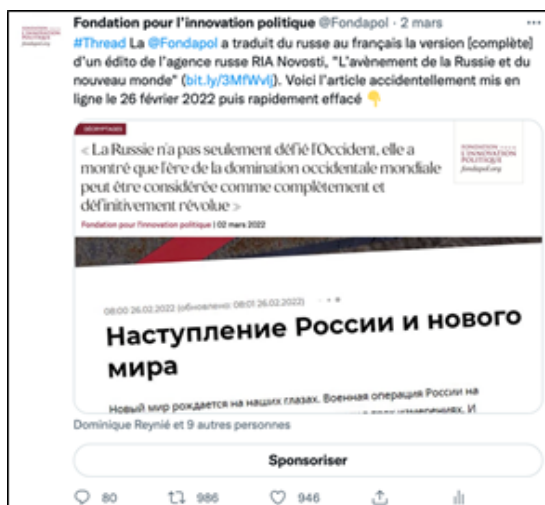 Fondation pour l'innovation politique @Fondapol · 2 mars
#Thread La @Fondapol a traduit du russe au français la version [complète]
d'un édito de l'agence russe RIA Novosti, "L'avènement de la Russie et du
nouveau monde" (bit.ly/3MfWvlj). Voici l'article accidentellement mis en
ligne le 26 février 2022 puis rapidement effacé 👇
DÉCRYPTAGES
« La Russie n'a pas seulement défié l'Occident, elle a
montré que l'ère de la domination occidentale mondiale
peut être considérée comme complètement et
définitivement révolue »
FONDATION POUR
L'INNOVATION
POLITIQUE
fondapol.org
Fondation pour l'innovation politique | 02 mars 2022
08:00 26.02.2022 (обновлено: 08:01 26.02.2022)
Наступление России и нового
мира
Новый мир рождается на наших глазах. Военная операция России на
измерениях. И
Dominique Reynié et 9 autres personnes
Sponsoriser
80 986 946